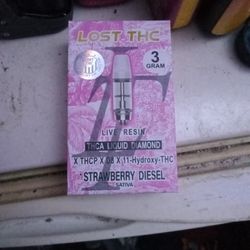 LOST THC
3
GRAM
LIVE RESIN
THCA LIQUID DIAMOND
X THCP X D8 X 11-Hydroxy-THC
STRAWBERRY DIESEL
SATIVA